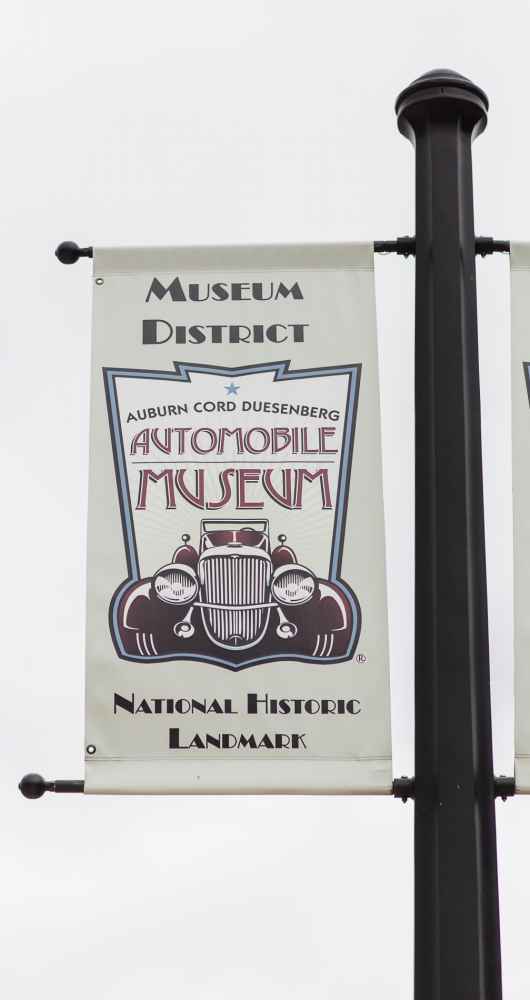 Museum
District
AUBURN CORD DUESENBERG
AUTOMOBILE
MUSEUM
®
National Historic
Landmark